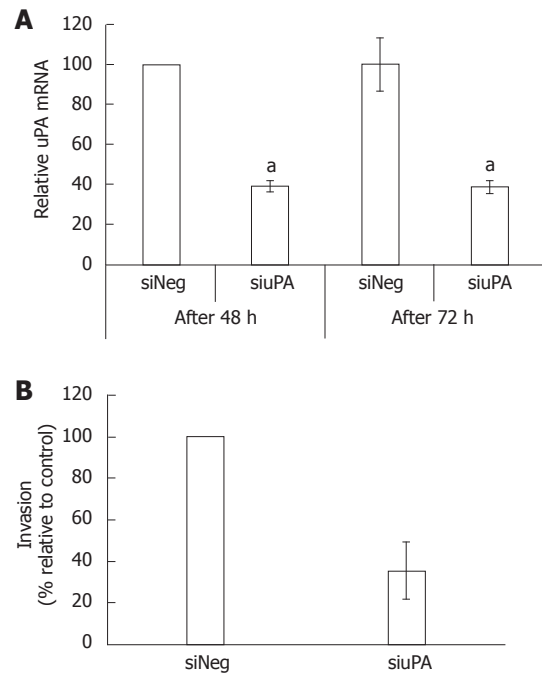 A
Relative uPA mRNA
120
100
80
60
40
20
0
a
a
siNeg
siuPA
siNeg
siuPA
After 48 h
After 72 h
B
Invasion
(% relative to control)
120
100
80
60
40
20
0
siNeg
siuPA